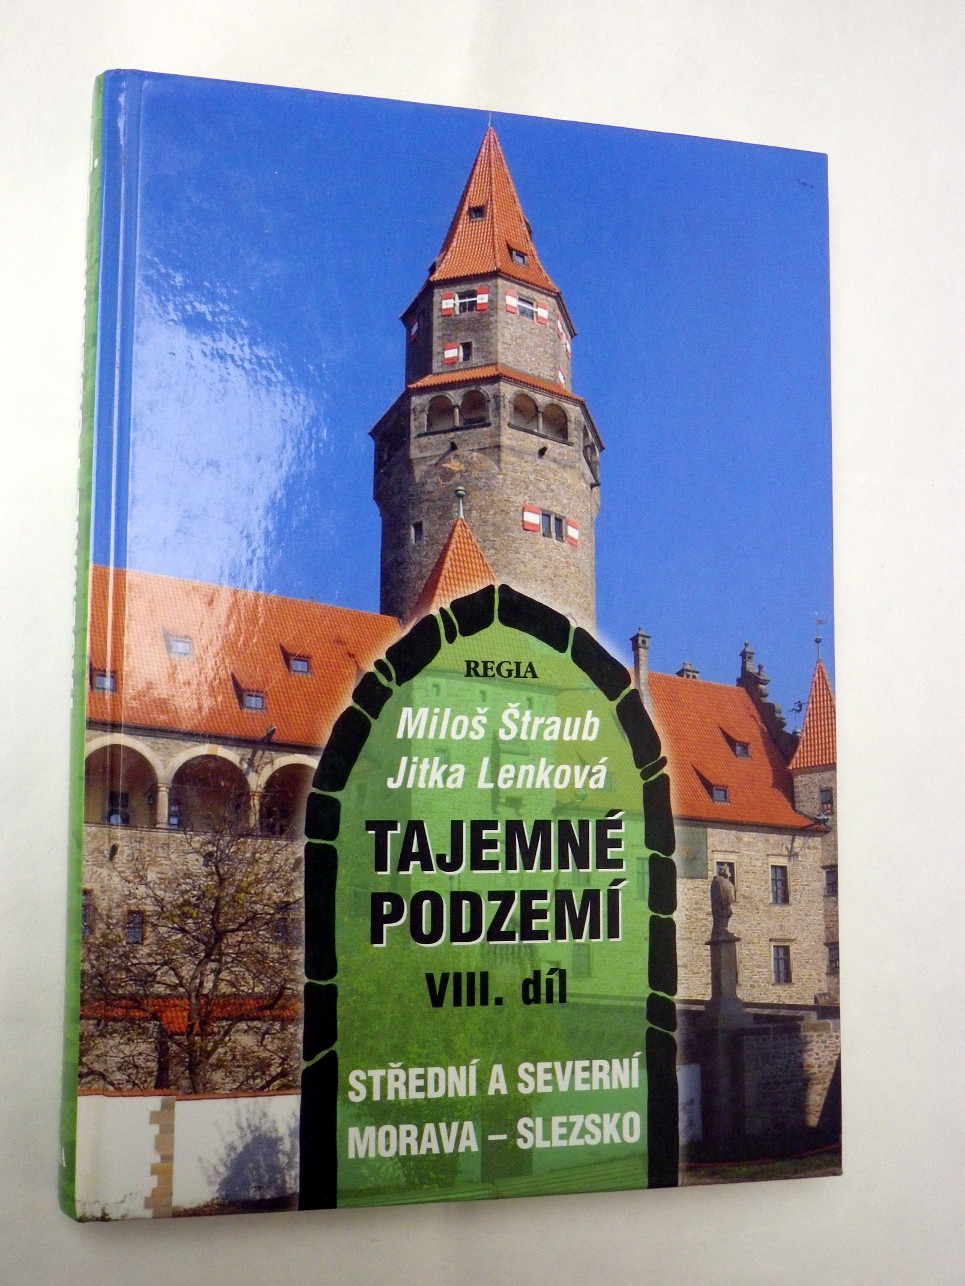 REGIA
Miloš Štraub
Jitka Lenková
TAJEMNÉ
PODZEMÍ
VIII. díl
STŘEDNÍ A SEVERNÍ
MORAVA – SLEZSKO